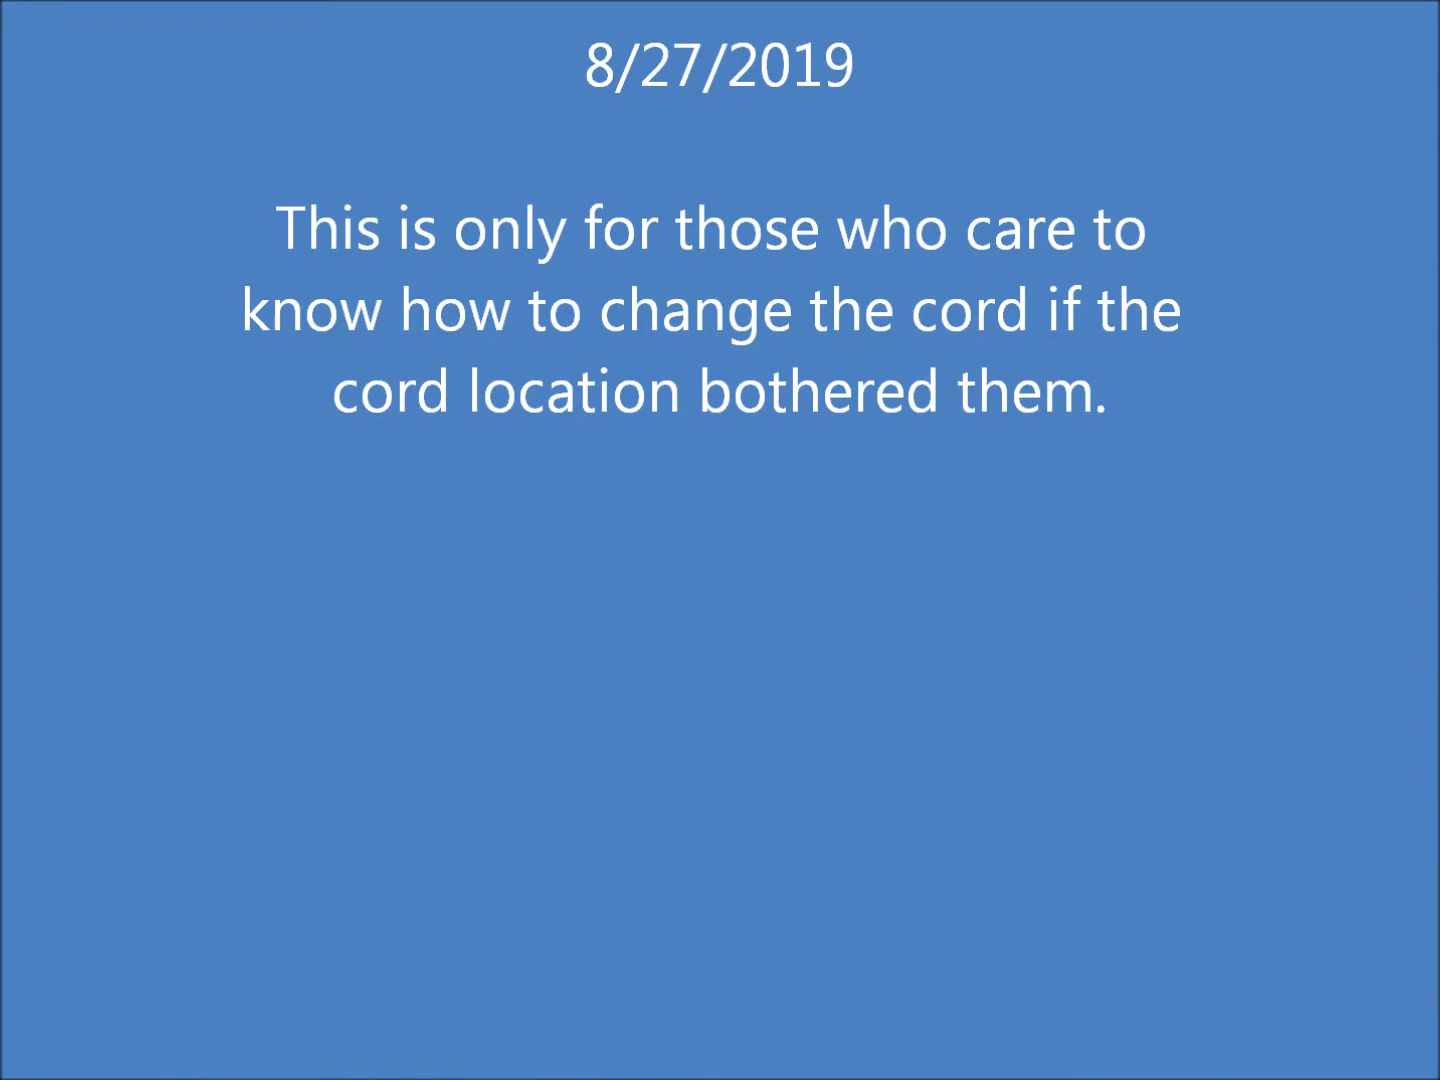 8/27/2019
This is only for those who care to
know how to change the cord if the
cord location bothered them.